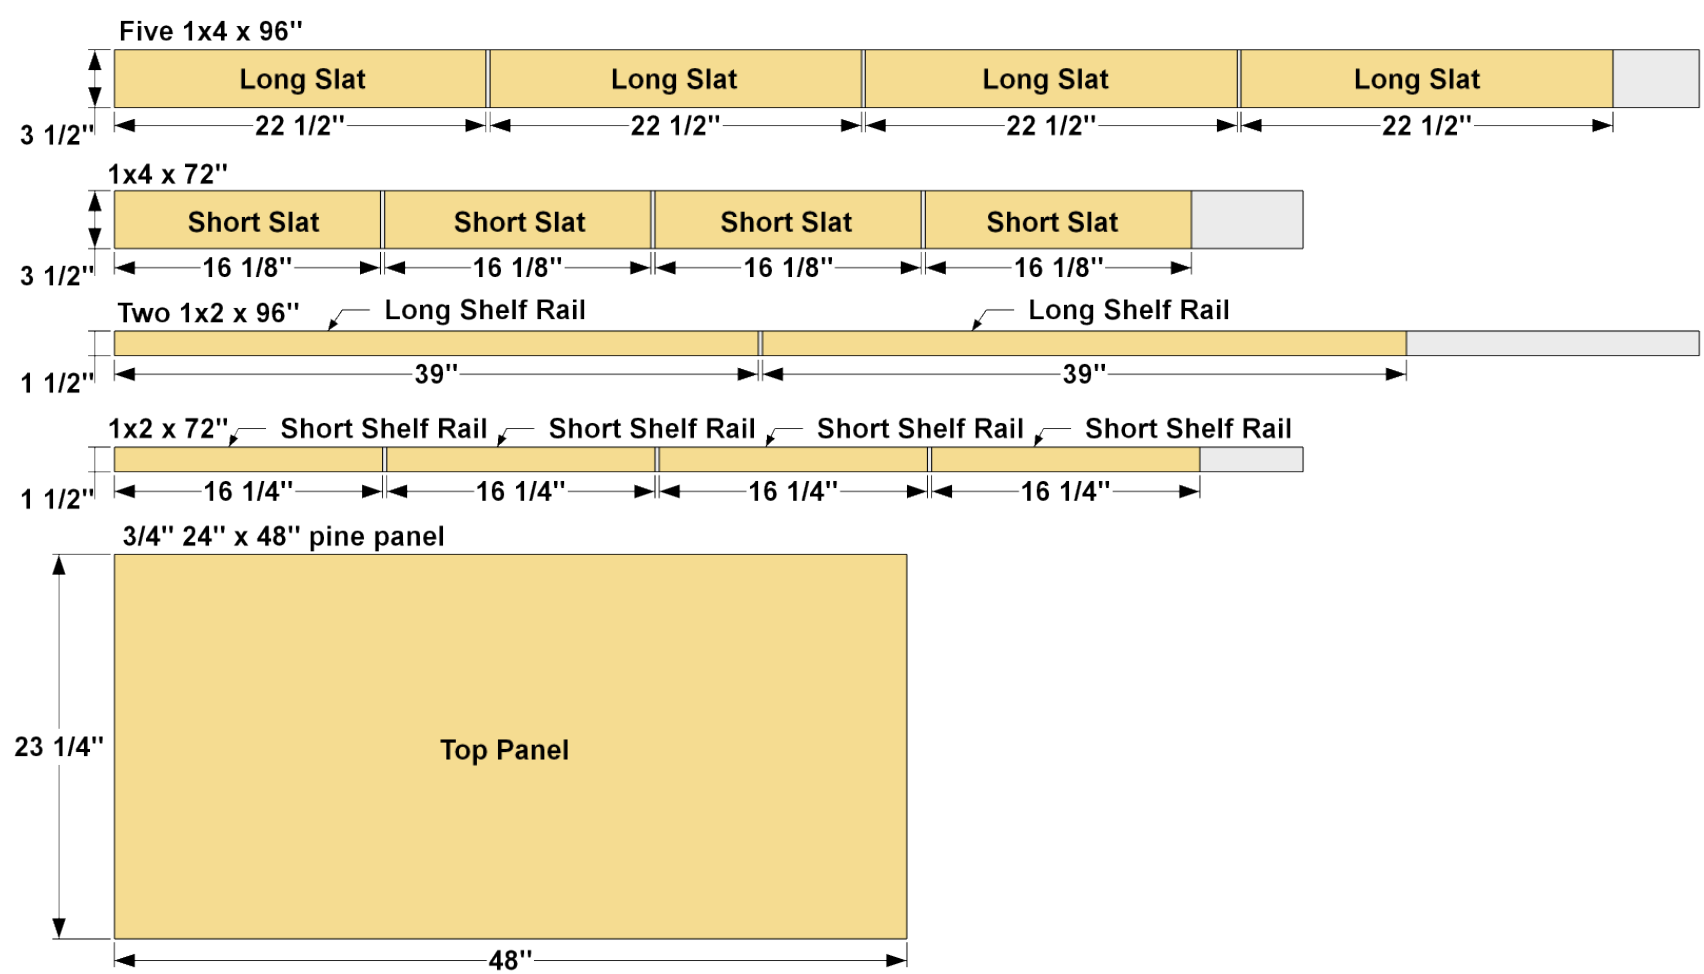 Five 1x4 x 96"
Long Slat Long Slat Long Slat Long Slat
3 1/2" 22 1/2" 22 1/2" 22 1/2" 22 1/2"
1x4 x 72"
Short Slat Short Slat Short Slat Short Slat
3 1/2" 16 1/8" 16 1/8" 16 1/8" 16 1/8"
Two 1x2 x 96" Long Shelf Rail Long Shelf Rail
1 1/2" 39" 39"
1x2 x 72" Short Shelf Rail Short Shelf Rail Short Shelf Rail Short Shelf Rail
1 1/2" 16 1/4" 16 1/4" 16 1/4" 16 1/4"
3/4" 24" x 48" pine panel
23 1/4" Top Panel
48"